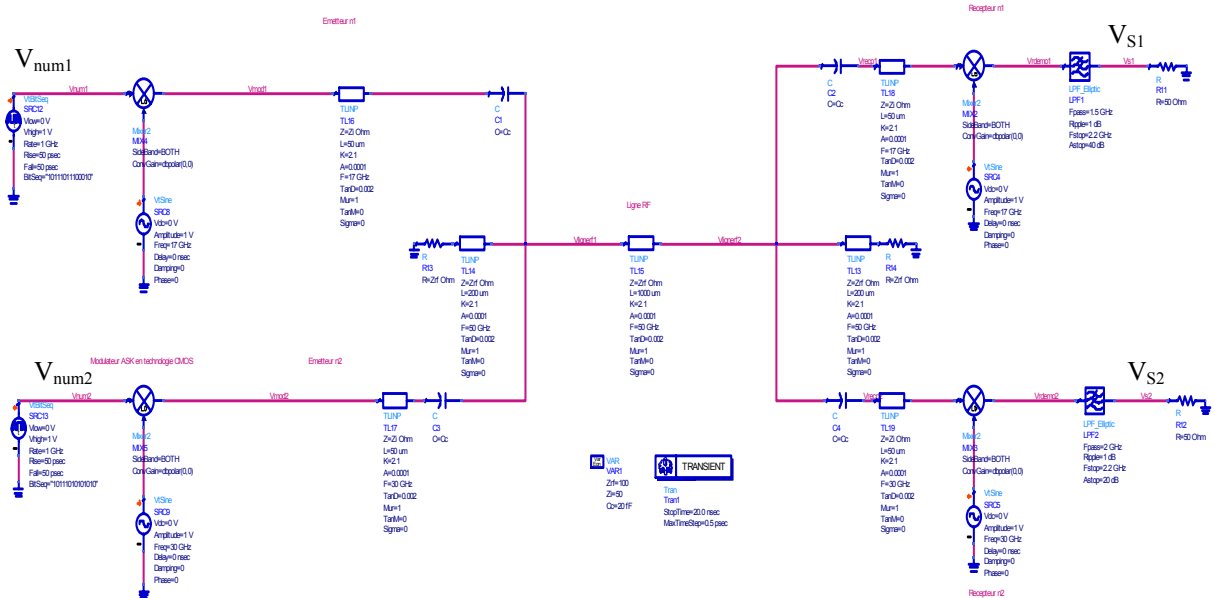 Emetteur n1
Recepteur n1
Vnum1
VtBitSeq
SRC12
Vlow=0 V
Vhigh=1 V
Rate=1 GHz
Rise=50 psec
Fall=50 psec
BitSeq="10111011100010"
Vnum1
Mixer2
MIX4
SideBand=BOTH
ConvGain=dbpolar(0,0)
VtSine
SRC8
Vdc=0 V
Amplitude=1 V
Freq=17 GHz
Delay=0 nsec
Damping=0
Phase=0
Vmod1
TLINP
TL16
Z=Zi Ohm
L=50 um
K=2.1
A=0.0001
F=17 GHz
TanD=0.002
Mur=1
TanM=0
Sigma=0
C
C1
C=Cc
R
R13
R=Zrf Ohm
TLINP
TL14
Z=Zrf Ohm
L=200 um
K=2.1
A=0.0001
F=50 GHz
TanD=0.002
Mur=1
TanM=0
Sigma=0
Vlignerf1
Ligne RF
TLINP
TL15
Z=Zrf Ohm
L=1000 um
K=2.1
A=0.0001
F=50 GHz
TanD=0.002
Mur=1
TanM=0
Sigma=0
Vlignerf2
TLINP
TL13
Z=Zrf Ohm
L=200 um
K=2.1
A=0.0001
F=50 GHz
TanD=0.002
Mur=1
TanM=0
Sigma=0
R
R14
R=Zrf Ohm
C
C2
C=Cc
TLINP
TL18
Z=Zi Ohm
L=50 um
K=2.1
A=0.0001
F=17 GHz
TanD=0.002
Mur=1
TanM=0
Sigma=0
Mixer2
MIX2
SideBand=BOTH
ConvGain=dbpolar(0,0)
VtSine
SRC4
Vdc=0 V
Amplitude=1 V
Freq=17 GHz
Delay=0 nsec
Damping=0
Phase=0
Vrdemo1
LPF_Elliptic
LPF1
Fpass=1.5 GHz
Ripple=1 dB
Fstop=2.2 GHz
Astop=40 dB
VS1
Vs1
R
R11
R=50 Ohm
Modulateur ASK en technologie CMOS
Emetteur n2
Vnum2
VtBitSeq
SRC13
Vlow=0 V
Vhigh=1 V
Rate=1 GHz
Rise=50 psec
Fall=50 psec
BitSeq="10111010101010"
Vnum2
Mixer2
MIX5
SideBand=BOTH
ConvGain=dbpolar(0,0)
VtSine
SRC9
Vdc=0 V
Amplitude=1 V
Freq=30 GHz
Delay=0 nsec
Damping=0
Phase=0
Vmod2
TLINP
TL17
Z=Zi Ohm
L=50 um
K=2.1
A=0.0001
F=30 GHz
TanD=0.002
Mur=1
TanM=0
Sigma=0
C
C3
C=Cc
VAR
VAR1
Zrf=100
Zi=50
Cc=20 fF
TRANSIENT
Tran
Tran1
StopTime=20.0 nsec
MaxTimeStep=0.5 psec
C
C4
C=Cc
TLINP
TL19
Z=Zi Ohm
L=50 um
K=2.1
A=0.0001
F=30 GHz
TanD=0.002
Mur=1
TanM=0
Sigma=0
Mixer2
MIX3
SideBand=BOTH
ConvGain=dbpolar(0,0)
VtSine
SRC5
Vdc=0 V
Amplitude=1 V
Freq=30 GHz
Delay=0 nsec
Damping=0
Phase=0
Vrdemo2
LPF_Elliptic
LPF2
Fpass=2 GHz
Ripple=1 dB
Fstop=2.2 GHz
Astop=20 dB
VS2
Vs2
R
R12
R=50 Ohm
Recepteur n2